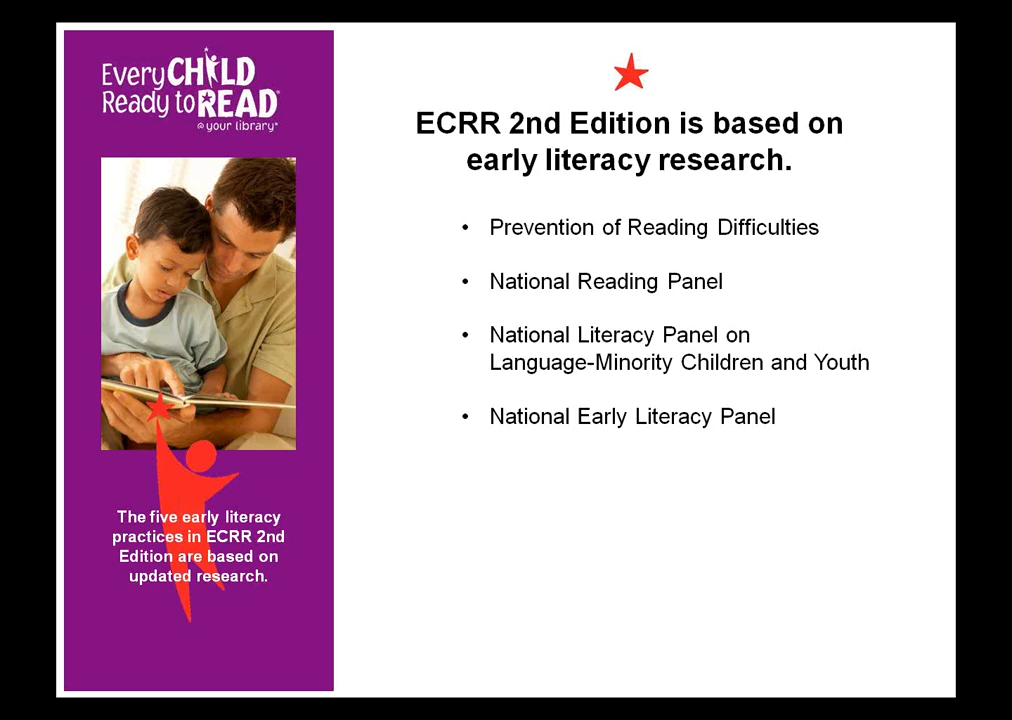 Every CHILD
Ready to READ®
@ your library®
The five early literacy
practices in ECRR 2nd
Edition are based on
updated research.
ECRR 2nd Edition is based on
early literacy research.
• Prevention of Reading Difficulties
• National Reading Panel
• National Literacy Panel on
Language-Minority Children and Youth
• National Early Literacy Panel